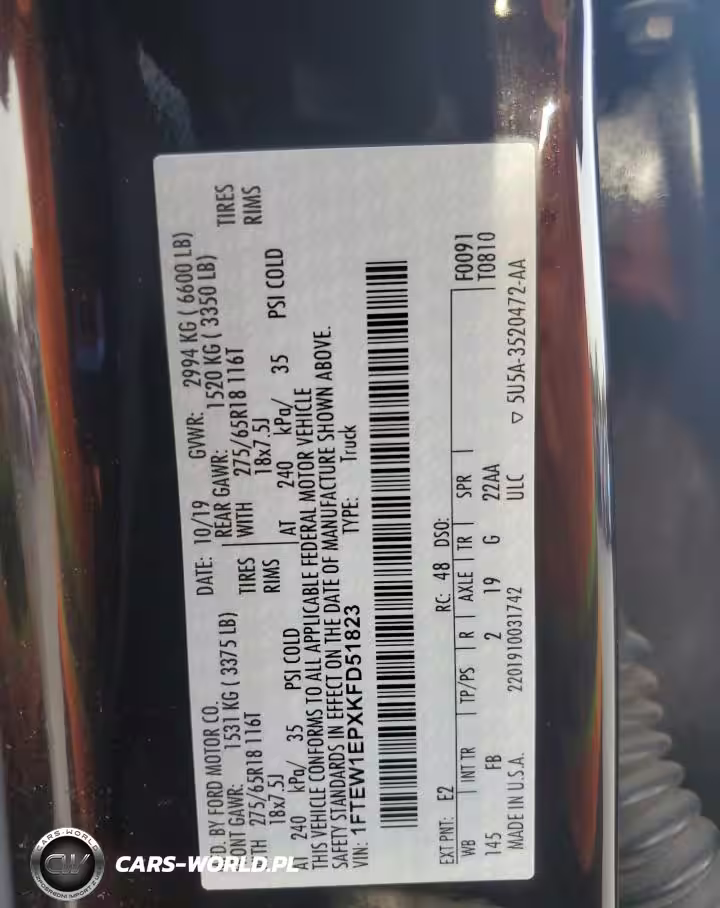 MFD. BY FORD MOTOR CO. DATE: 10/19 GVWR: 2994 KG ( 6600 LB)
FRONT GAWR: 1531 KG ( 3375 LB) REAR GAWR: 1520 KG ( 3350 LB)
WITH 275/65R18 116T TIRES WITH 275/65R18 116T TIRES
18x7.5J RIMS 18x7.5J RIMS
AT 240 kPa/ 35 PSI COLD AT 240 kPa/ 35 PSI COLD
THIS VEHICLE CONFORMS TO ALL APPLICABLE FEDERAL MOTOR VEHICLE
SAFETY STANDARDS IN EFFECT ON THE DATE OF MANUFACTURE SHOWN ABOVE.
VIN: 1FTEW1EPXKFD51823 TYPE: Truck
EXT PNT: E2 RC: 48 DSO: F0091
WB INT TR TP/PS R AXLE TR SPR T0810
145 FB 2 19 G 22AA
MADE IN U.S.A. 2201910031742 ULC ▽ 5U5A-3520472-AA
CARS-WORLD
CW
CARS-WORLD.PL